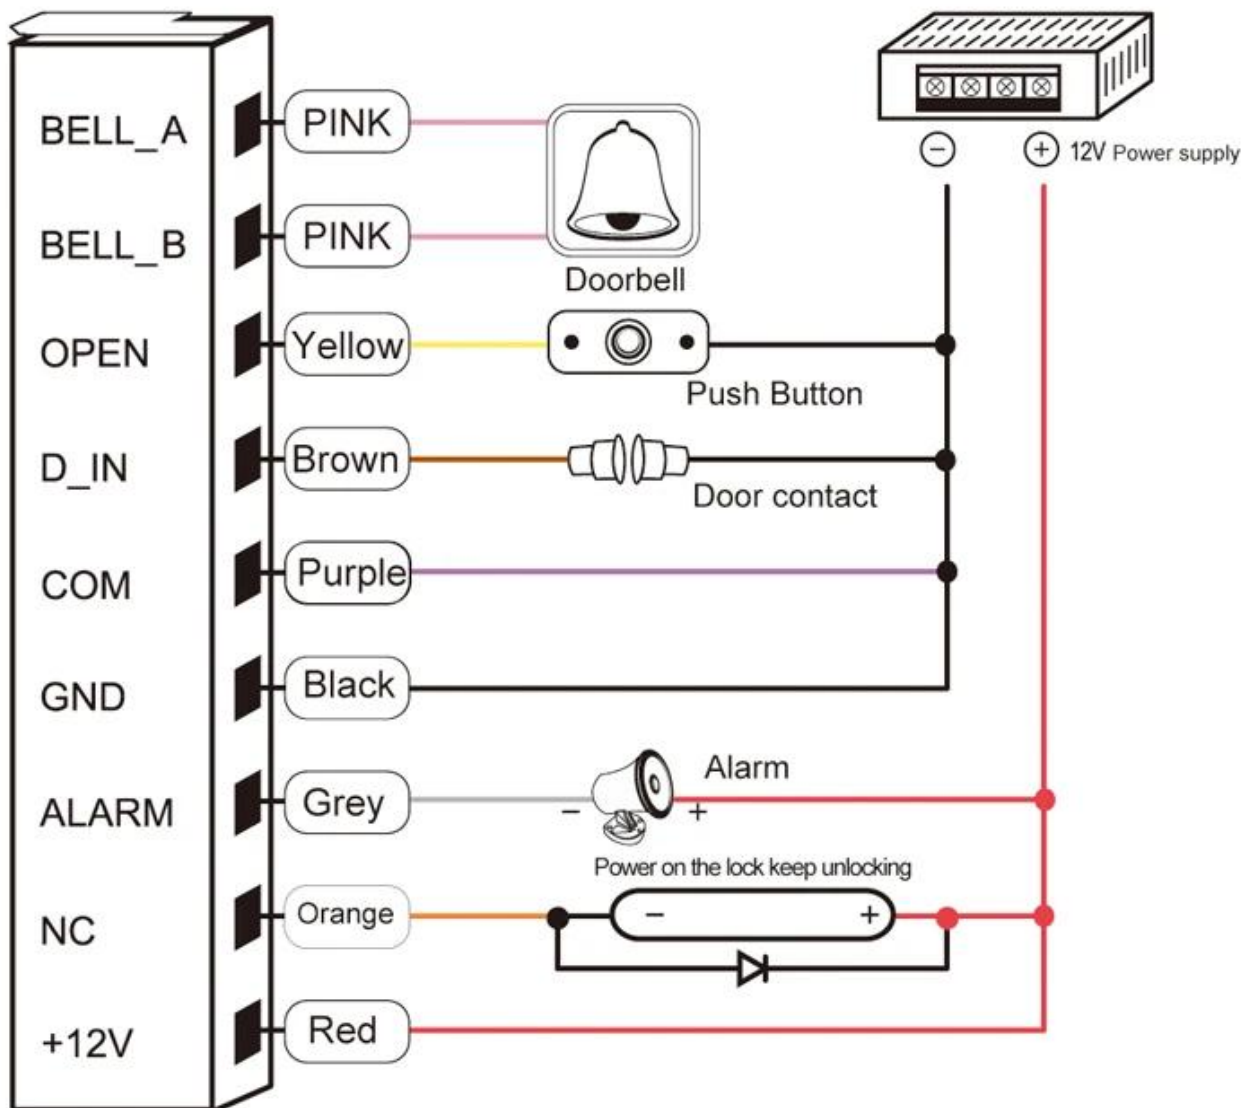 BELL_A
PINK
BELL_B
PINK
Doorbell
− + 12V Power supply
OPEN
Yellow
Push Button
D_IN
Brown
Door contact
COM
Purple
GND
Black
ALARM
Grey
− +
Alarm
Power on the lock keep unlocking
NC
Orange
− +
+12V
Red